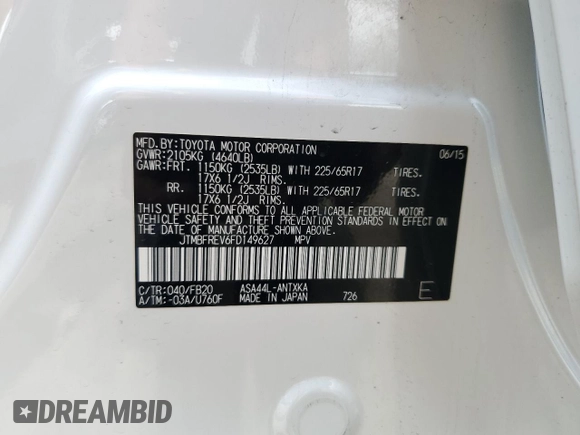 MFD.BY:TOYOTA MOTOR CORPORATION 06/15
GVWR:2105KG (4640LB)
GAWR:FRT. 1150KG (2535LB) WITH 225/65R17 TIRES.
17X6 1/2J RIMS.
RR. 1150KG (2535LB) WITH 225/65R17 TIRES.
17X6 1/2J RIMS.
THIS VEHICLE CONFORMS TO ALL APPLICABLE FEDERAL MOTOR
VEHICLE SAFETY AND THEFT PREVENTION STANDARDS IN EFFECT ON
THE DATE OF MANUFACTURE SHOWN ABOVE.
JTMBFREV6FD149627 MPV
C/TR:040/FB20 ASA44L-ANTXKA
A/TM:-03A/U760F MADE IN JAPAN 726 E
DREAMBID